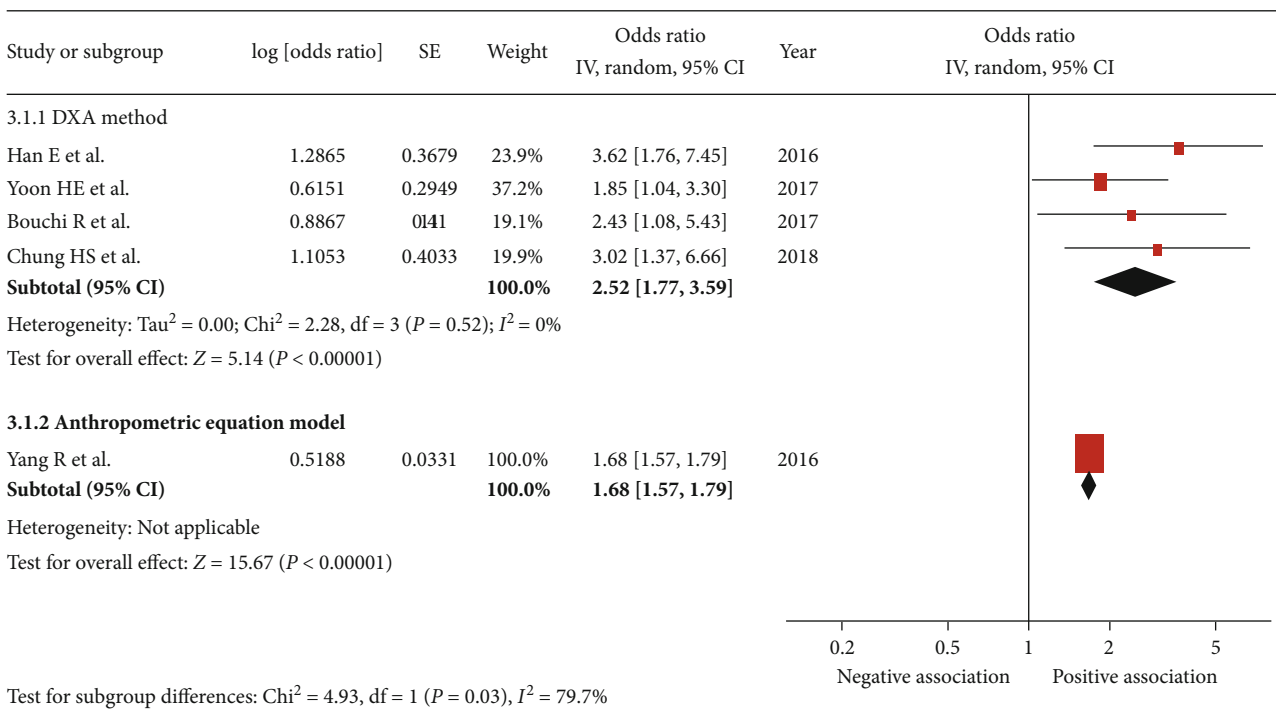 Study or subgroup log [odds ratio] SE Weight Odds ratio IV, random, 95% CI Year Odds ratio IV, random, 95% CI
3.1.1 DXA method
Han E et al. 1.2865 0.3679 23.9% 3.62 [1.76, 7.45] 2016
Yoon HE et al. 0.6151 0.2949 37.2% 1.85 [1.04, 3.30] 2017
Bouchi R et al. 0.8867 19.1% 2.43 [1.08, 5.43] 2017
Chung HS et al. 1.1053 0.4033 19.9% 3.02 [1.37, 6.66] 2018
Subtotal (95% CI) 100.0% 2.52 [1.77, 3.59]
Heterogeneity: Tau² = 0.00; Chi² = 2.28, df = 3 (P = 0.52); I² = 0%
Test for overall effect: Z = 5.14 (P < 0.00001)
3.1.2 Anthropometric equation model
Yang R et al. 0.5188 0.0331 100.0% 1.68 [1.57, 1.79] 2016
Subtotal (95% CI) 100.0% 1.68 [1.57, 1.79]
Heterogeneity: Not applicable
Test for overall effect: Z = 15.67 (P < 0.00001)
0.2 0.5 1 2 5
Negative association Positive association
Test for subgroup differences: Chi² = 4.93, df = 1 (P = 0.03), I² = 79.7%